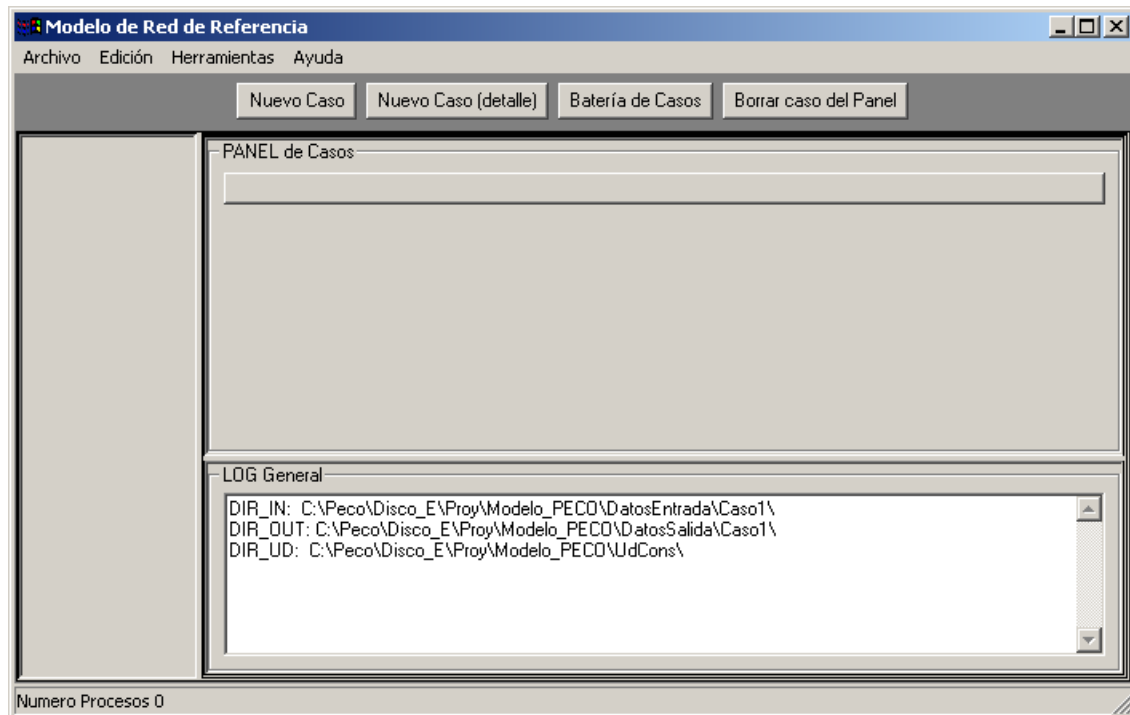 Modelo de Red de Referencia
Archivo Edición Herramientas Ayuda
Nuevo Caso Nuevo Caso (detalle) Batería de Casos Borrar caso del Panel
PANEL de Casos
LOG General
DIR_IN: C:\Peco\Disco_E\Proy\Modelo_PECO\DatosEntrada\Caso1\
DIR_OUT: C:\Peco\Disco_E\Proy\Modelo_PECO\DatosSalida\Caso1\
DIR_UD: C:\Peco\Disco_E\Proy\Modelo_PECO\UdCons\
Numero Procesos 0